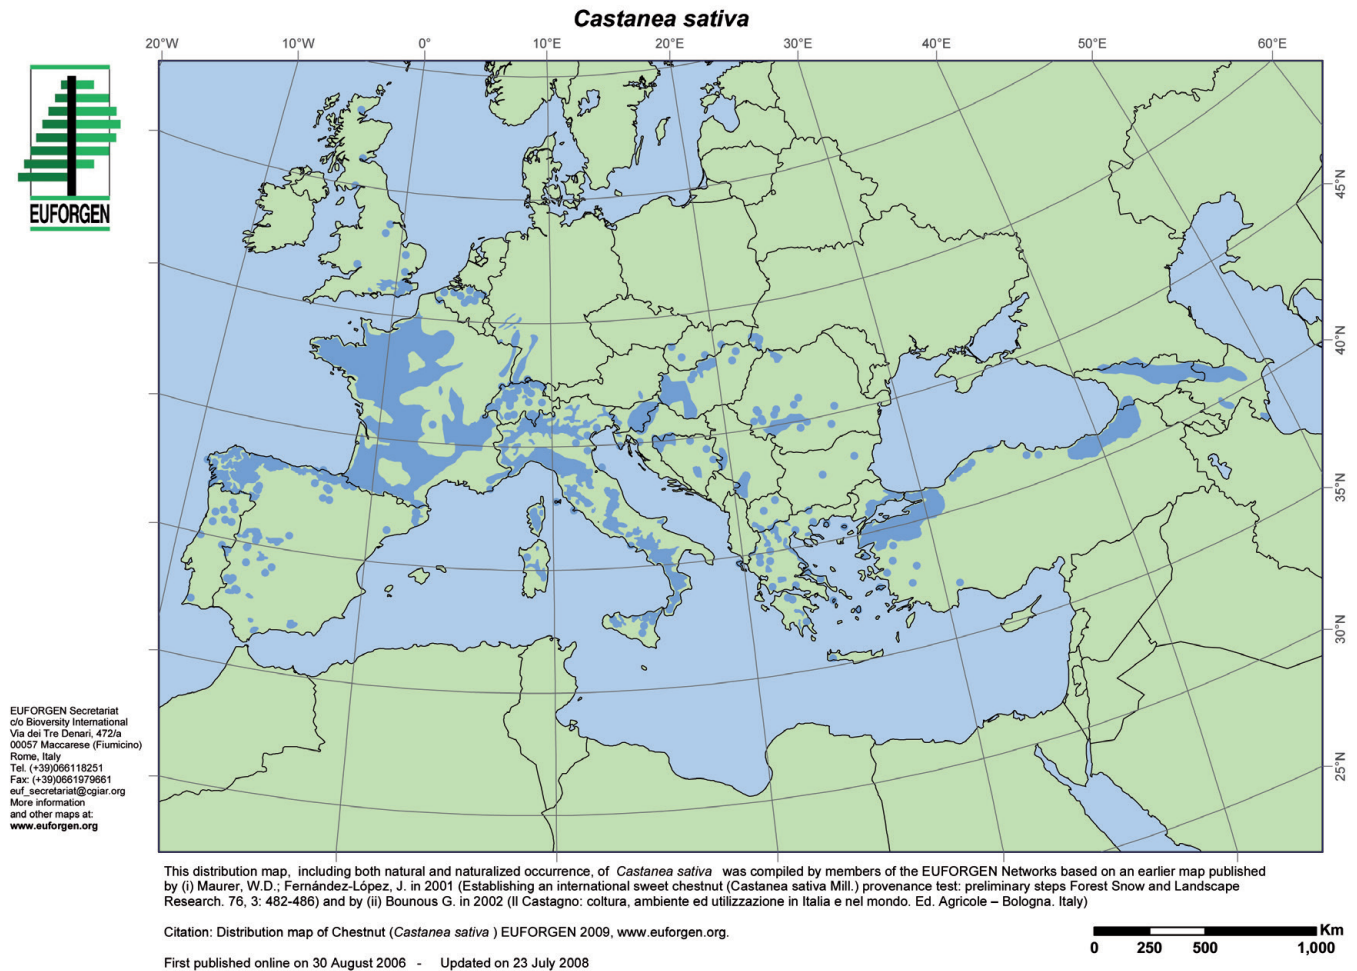 Castanea sativa
20°W 10°W 0° 10°E 20°E 30°E 40°E 50°E 60°E
EUFORGEN
45°N
40°N
35°N
30°N
25°N
EUFORGEN Secretariat
c/o Bioversity International
Via dei Tre Denari, 472/a
00057 Maccarese (Fiumicino)
Rome, Italy
Tel. (+39)066118251
Fax: (+39)0661979661
euf_secretariat@cgiar.org
More information
and other maps at:
www.euforgen.org
This distribution map, including both natural and naturalized occurrence, of Castanea sativa was compiled by members of the EUFORGEN Networks based on an earlier map published
by (i) Maurer, W.D.; Fernández-López, J. in 2001 (Establishing an international sweet chestnut (Castanea sativa Mill.) provenance test: preliminary steps Forest Snow and Landscape
Research. 76, 3: 482-486) and by (ii) Bounous G. in 2002 (Il Castagno: coltura, ambiente ed utilizzazione in Italia e nel mondo. Ed. Agricole – Bologna. Italy)
Citation: Distribution map of Chestnut (Castanea sativa ) EUFORGEN 2009, www.euforgen.org.
First published online on 30 August 2006 - Updated on 23 July 2008
Km
0 250 500 1,000